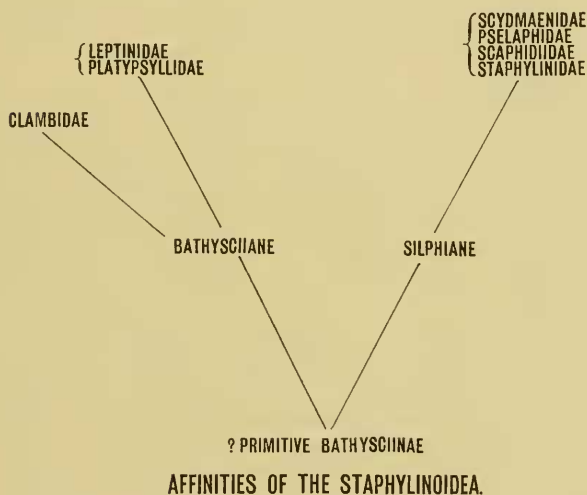 SCYDMAENIDAE
PSELAPHIDAE
SCAPHIDIIDAE
STAPHYLINIDAE
LEPTINIDAE
PLATYPSYLLIDAE
CLAMBIDAE
BATHYSCIIANE
SILPHIANE
? PRIMITIVE BATHYSCIINAE
AFFINITIES OF THE STAPHYLINOIDEA.